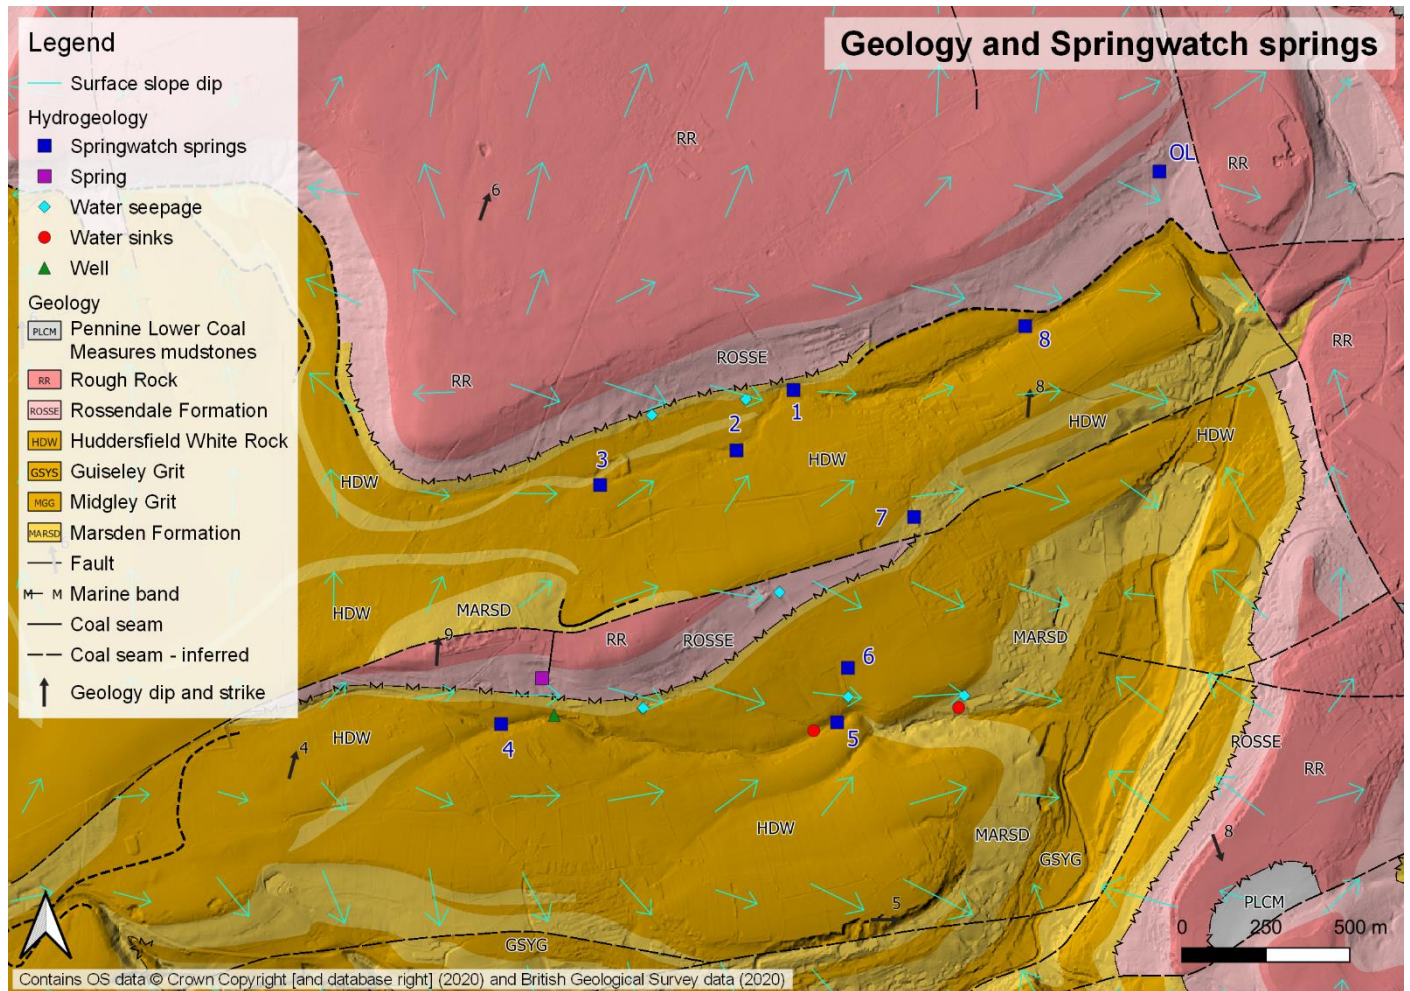 Geology and Springwatch springs
Legend
Surface slope dip
Hydrogeology
Springwatch springs
Spring
Water seepage
Water sinks
Well
Geology
PLCM Pennine Lower Coal
Measures mudstones
RR Rough Rock
ROSSE Rossendale Formation
HDW Huddersfield White Rock
GSYS Guiseley Grit
MGG Midgley Grit
MARSD Marsden Formation
Fault
M M Marine band
Coal seam
Coal seam - inferred
Geology dip and strike
RR
OL
RR
6
8
RR
ROSSE
RR
1
8
2
HDW
HDW
3
HDW
HDW
7
9
HDW
MARSD
RR
ROSSE
MARSD
6
HDW
4
4
5
ROSSE
RR
HDW
MARSD
GSYG
8
5
PLCM
GSYG
0 250 500 m
Contains OS data © Crown Copyright [and database right] (2020) and British Geological Survey data (2020)